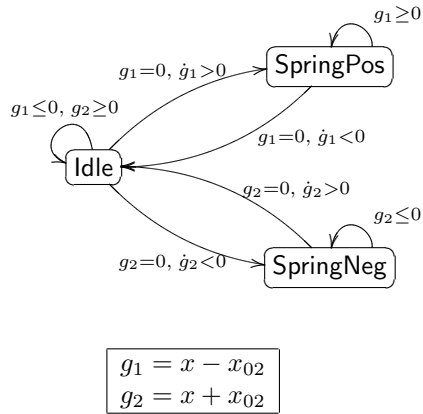 g₁≥0
SpringPos
g₁=0, ġ₁>0
g₁≤0, g₂≥0
g₁=0, ġ₁<0
Idle
g₂=0, ġ₂>0
g₂≤0
g₂=0, ġ₂<0
SpringNeg
g₁ = x − x₀₂
g₂ = x + x₀₂